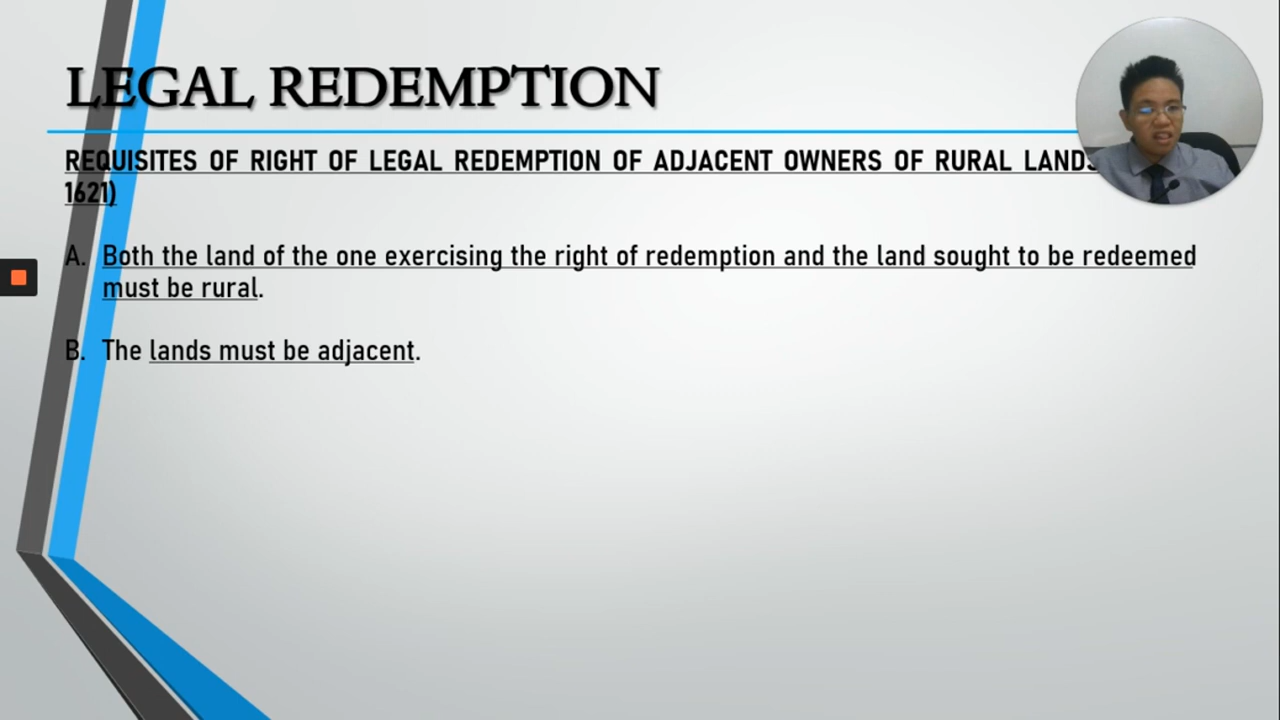 LEGAL REDEMPTION
REQUISITES OF RIGHT OF LEGAL REDEMPTION OF ADJACENT OWNERS OF RURAL LANDS
1621)
A. Both the land of the one exercising the right of redemption and the land sought to be redeemed
must be rural.
B. The lands must be adjacent.